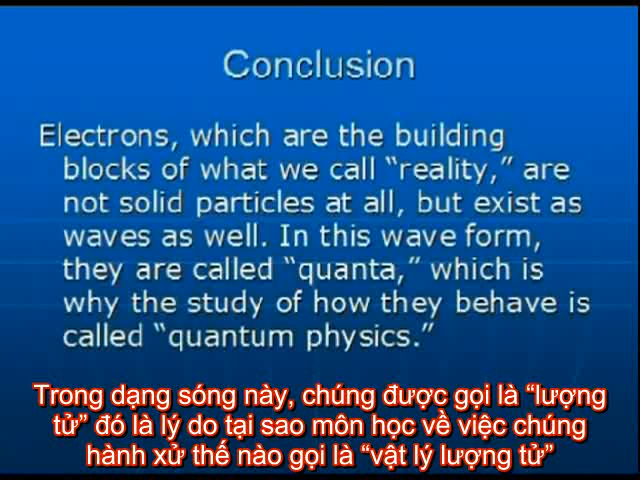 Conclusion
Electrons, which are the building
blocks of what we call “reality,” are
not solid particles at all, but exist as
waves as well. In this wave form,
they are called “quanta,” which is
why the study of how they behave is
called “quantum physics.”
Trong dạng sóng này, chúng được gọi là “lượng
tử” đó là lý do tại sao môn học về việc chúng
hành xử thế nào gọi là “vật lý lượng tử”